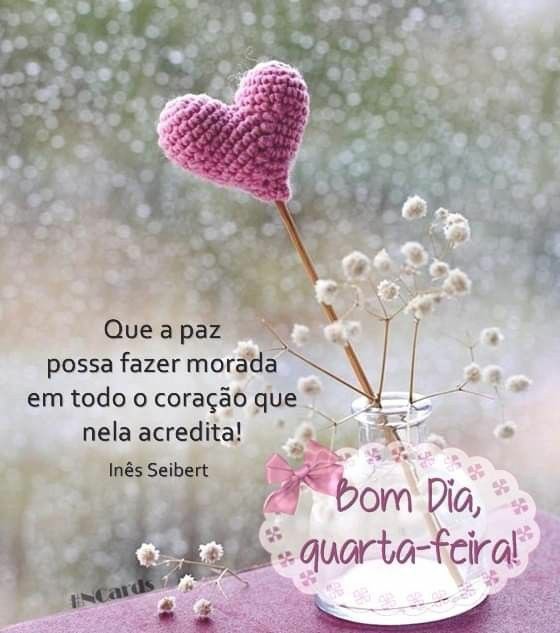 Que a paz
possa fazer morada
em todo o coração que
nela acredita!
Inês Seibert
Bom Dia,
quarta-feira!
#NCards